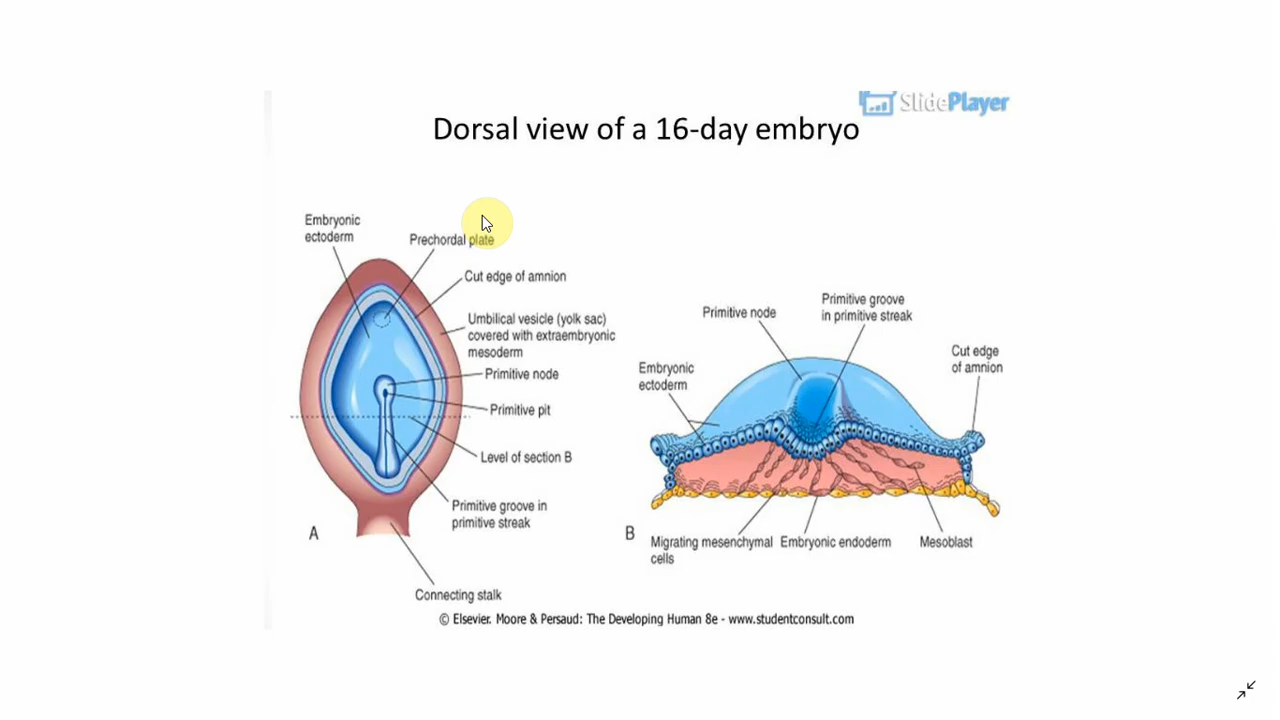 SlidePlayer
Dorsal view of a 16-day embryo
Embryonic
ectoderm
Prechordal plate
Cut edge of amnion
Umbilical vesicle (yolk sac)
covered with extraembryonic
mesoderm
Primitive node
Primitive pit
Level of section B
Primitive groove in
primitive streak
A
Connecting stalk
Primitive node
Primitive groove
in primitive streak
Cut edge
of amnion
Embryonic
ectoderm
B
Migrating mesenchymal
cells
Embryonic endoderm
Mesoblast
© Elsevier. Moore & Persaud: The Developing Human 8e - www.studentconsult.com